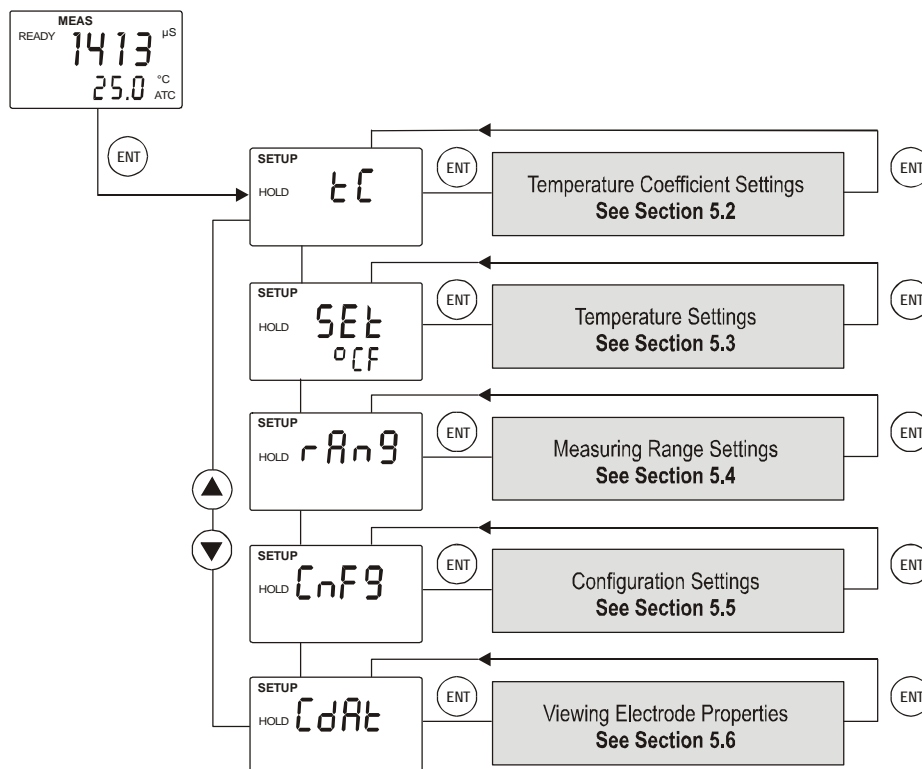 MEAS
READY 1413 µS
25.0 °C
ATC
ENT
SETUP
HOLD tC
ENT
Temperature Coefficient Settings
See Section 5.2
ENT
SETUP
HOLD SEt
°CF
ENT
Temperature Settings
See Section 5.3
ENT
SETUP
HOLD rAng
ENT
Measuring Range Settings
See Section 5.4
ENT
SETUP
HOLD CnFg
ENT
Configuration Settings
See Section 5.5
ENT
SETUP
HOLD CdAt
ENT
Viewing Electrode Properties
See Section 5.6
ENT